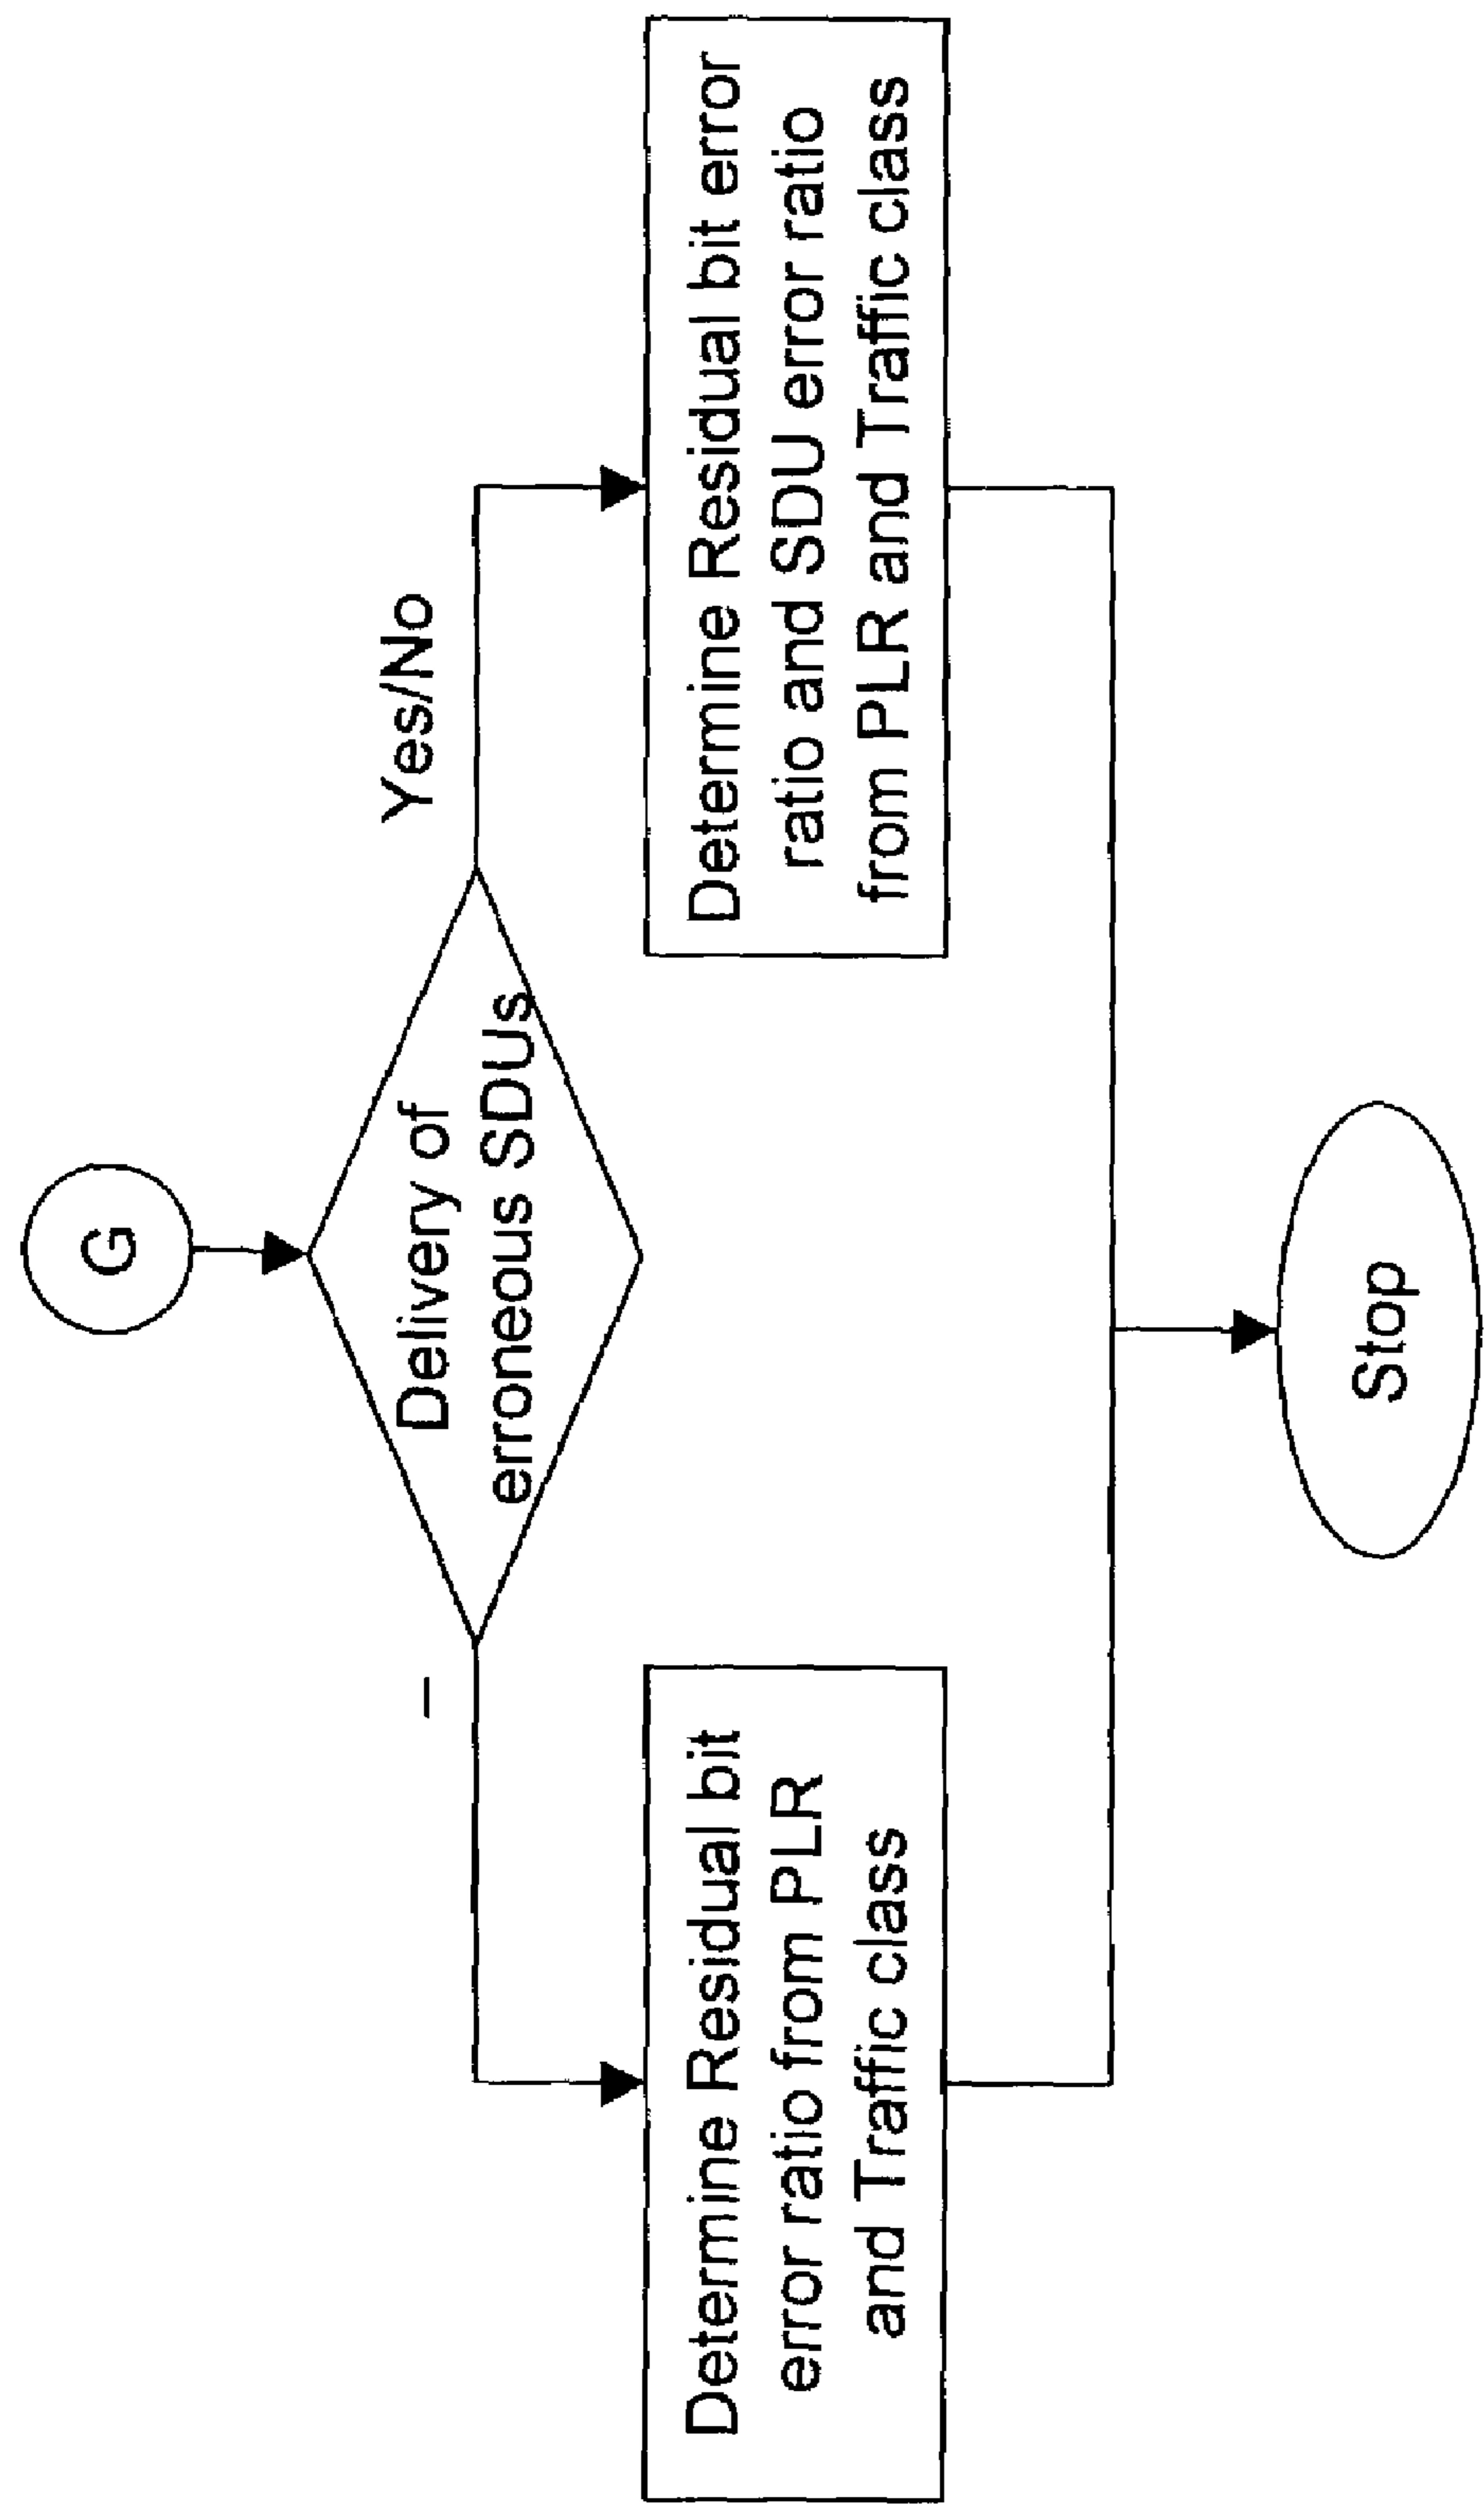 G
Delivery of
erroneous SDUs
–
Yes/No
Determine Residual bit
error ratio from PLR
and Traffic class
Determine Residual bit error
ratio and SDU error ratio
from PLR and Traffic class
Stop